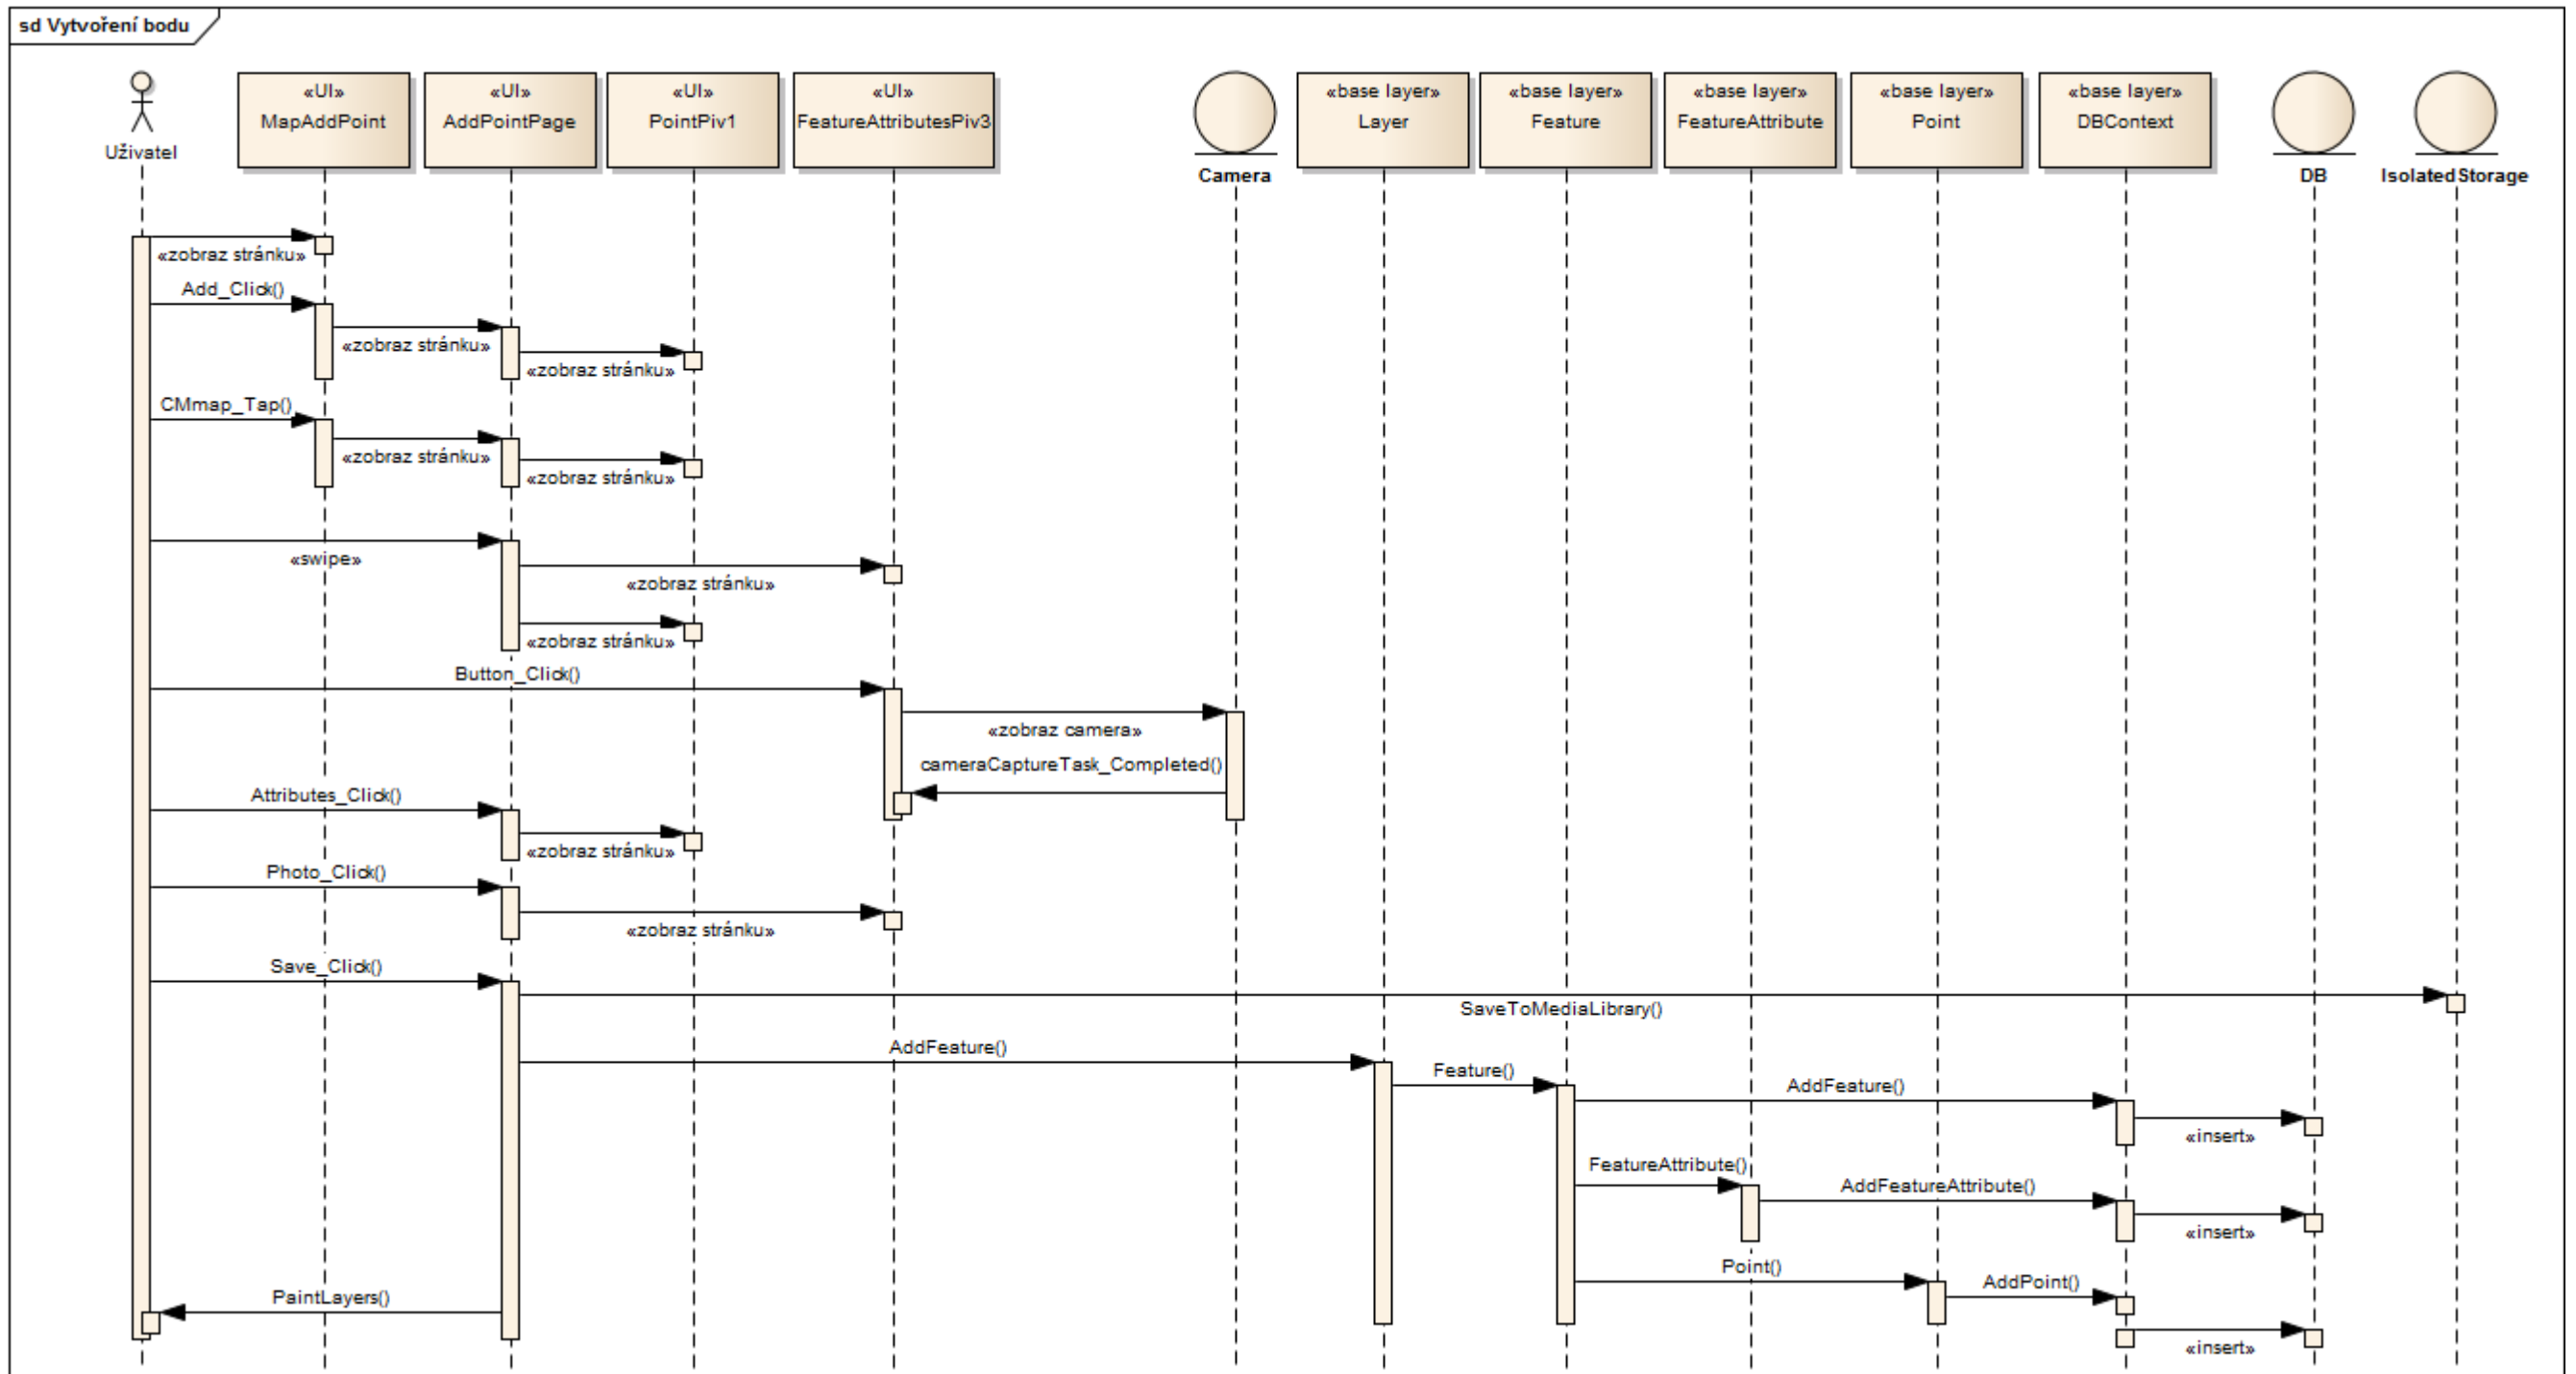 sd Vytvoření bodu
Uživatel
«UI»
MapAddPoint
«UI»
AddPointPage
«UI»
PointPiv1
«UI»
FeatureAttributesPiv3
Camera
«base layer»
Layer
«base layer»
Feature
«base layer»
FeatureAttribute
«base layer»
Point
«base layer»
DBContext
DB
IsolatedStorage
«zobraz stránku»
Add_Click()
«zobraz stránku»
«zobraz stránku»
CMmap_Tap()
«zobraz stránku»
«zobraz stránku»
«swipe»
«zobraz stránku»
«zobraz stránku»
Button_Click()
«zobraz camera»
cameraCaptureTask_Completed()
Attributes_Click()
«zobraz stránku»
Photo_Click()
«zobraz stránku»
Save_Click()
SaveToMediaLibrary()
AddFeature()
Feature()
AddFeature()
«insert»
FeatureAttribute()
AddFeatureAttribute()
«insert»
Point()
AddPoint()
PaintLayers()
«insert»